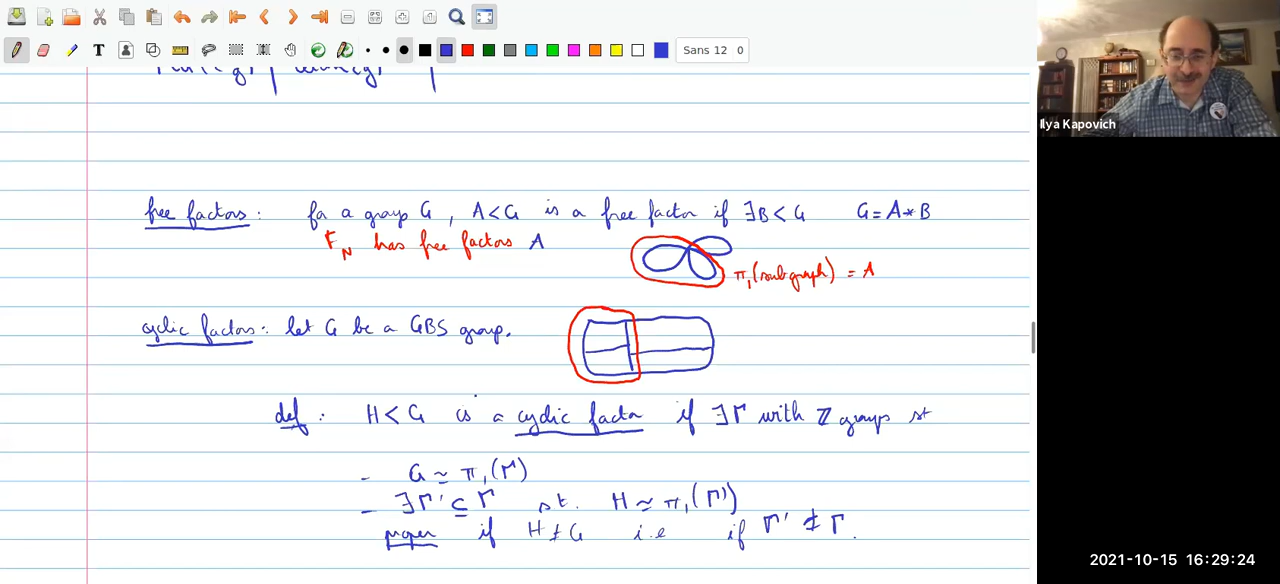 Sans 12 0
Ilya Kapovich
free factors : for a group G, A<G is a free factor if ∃B<G G=A*B
F_N has free factors A
π₁(subgraph) = A
cyclic factors : let G be a GBS group.
def : H<G is a cyclic factor if ∃Γ with ℤ groups st
- G ≃ π₁(Γ)
- ∃Γ' ⊆ Γ st. H ≃ π₁(Γ')
proper if H≠G i.e if Γ' ≠ Γ.
2021-10-15 16:29:24